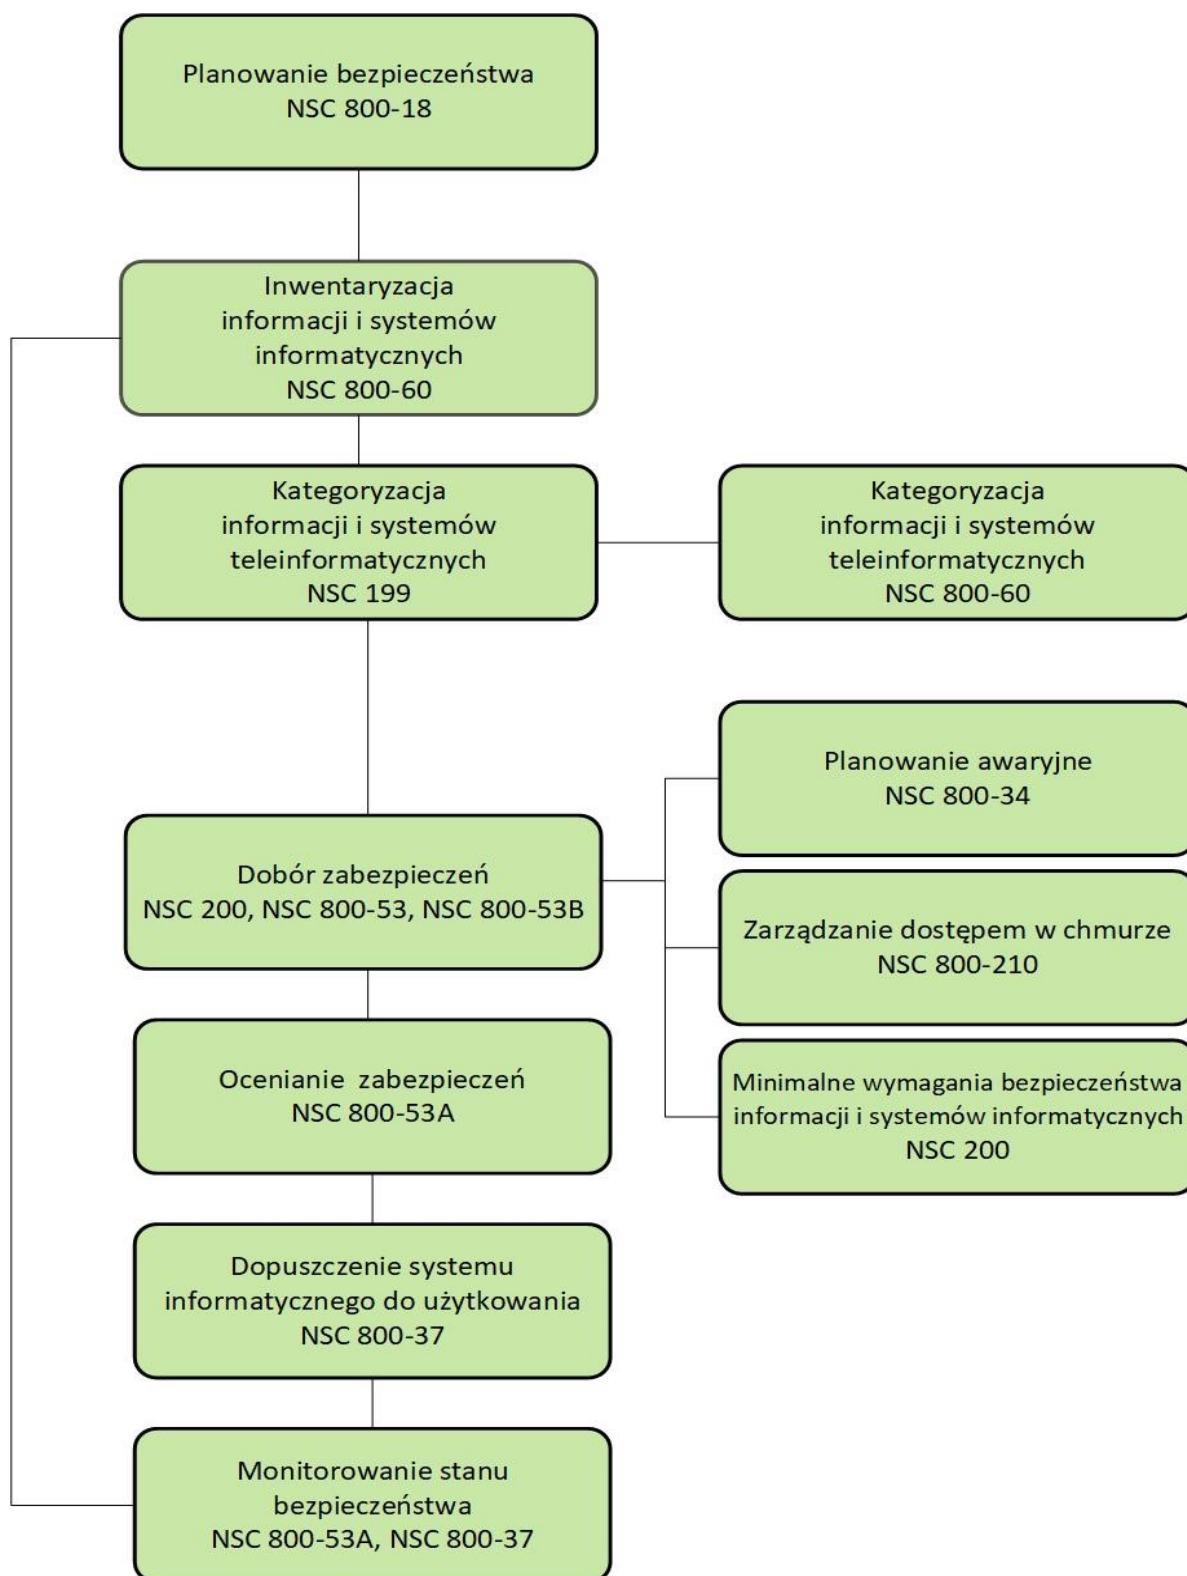 Planowanie bezpieczeństwa
NSC 800-18
Inwentaryzacja
informacji i systemów
informatycznych
NSC 800-60
Kategoryzacja
informacji i systemów
teleinformatycznych
NSC 199
Kategoryzacja
informacji i systemów
teleinformatycznych
NSC 800-60
Planowanie awaryjne
NSC 800-34
Dobór zabezpieczeń
NSC 200, NSC 800-53, NSC 800-53B
Zarządzanie dostępem w chmurze
NSC 800-210
Ocenianie zabezpieczeń
NSC 800-53A
Minimalne wymagania bezpieczeństwa
informacji i systemów informatycznych
NSC 200
Dopuszczenie systemu
informatycznego do użytkowania
NSC 800-37
Monitorowanie stanu
bezpieczeństwa
NSC 800-53A, NSC 800-37